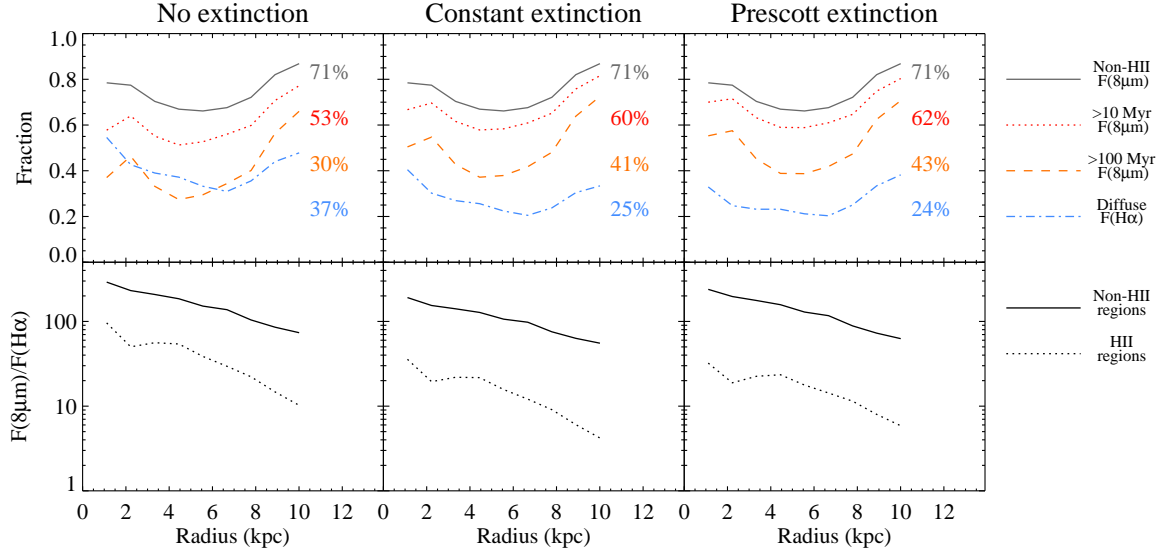 No extinction Constant extinction Prescott extinction
1.0
0.8
0.6
0.4
0.2
0.0
Fraction
71%
53%
30%
37%
71%
60%
41%
25%
71%
62%
43%
24%
Non-HII
F(8μm)
>10 Myr
F(8μm)
>100 Myr
F(8μm)
Diffuse
F(Hα)
100
10
1
F(8μm)/F(Hα)
Non-HII
regions
HII
regions
0 2 4 6 8 10 12 0 2 4 6 8 10 12 0 2 4 6 8 10 12
Radius (kpc) Radius (kpc) Radius (kpc)